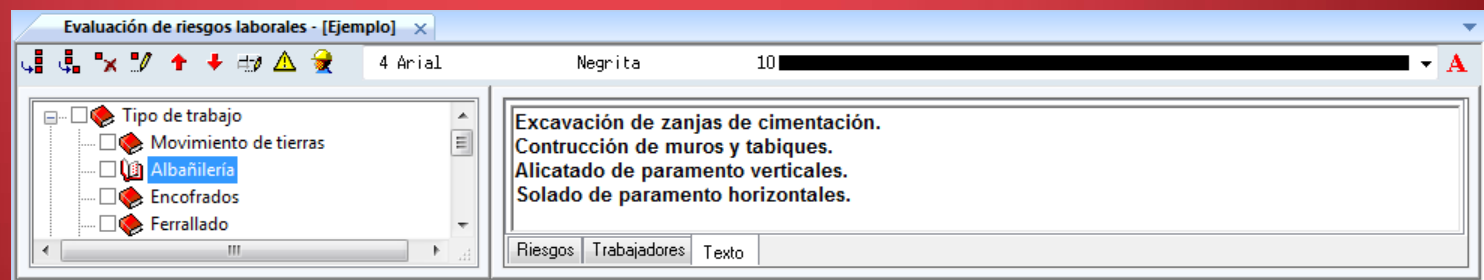 Evaluación de riesgos laborales - [Ejemplo]
4 Arial Negrita 10
A
Tipo de trabajo
Movimiento de tierras
Albañilería
Encofrados
Ferrallado
Excavación de zanjas de cimentación.
Contrucción de muros y tabiques.
Alicatado de paramento verticales.
Solado de paramento horizontales.
Riesgos Trabajadores Texto